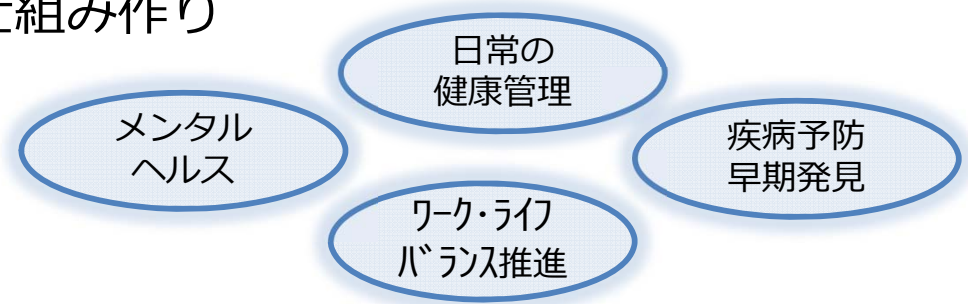 仕組み作り
日常の
健康管理
メンタル
ヘルス
疾病予防
早期発見
ﾜｰｸ・ﾗｲﾌ
ﾊﾞﾗﾝｽ推進